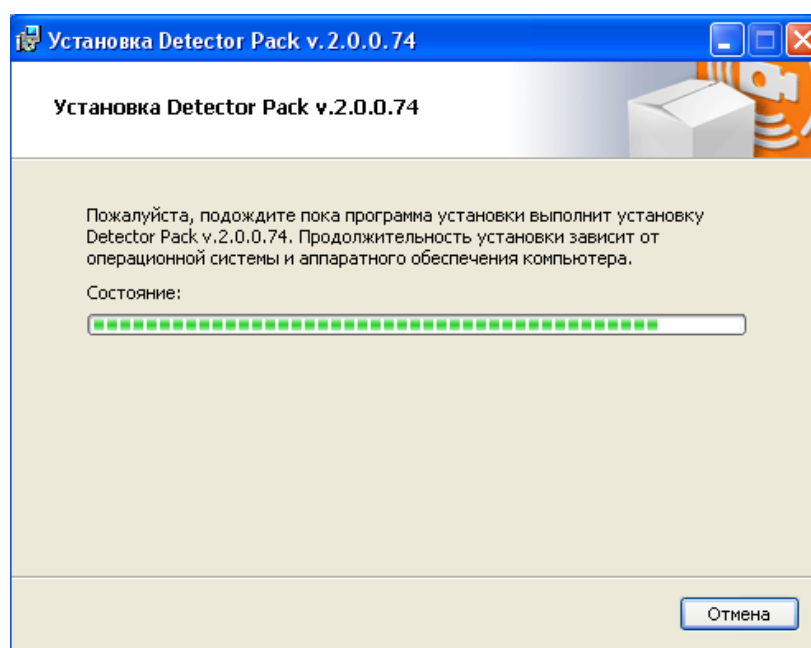 Установка Detector Pack v.2.0.0.74
Установка Detector Pack v.2.0.0.74
Пожалуйста, подождите пока программа установки выполнит установку
Detector Pack v.2.0.0.74. Продолжительность установки зависит от
операционной системы и аппаратного обеспечения компьютера.
Состояние:
Отмена